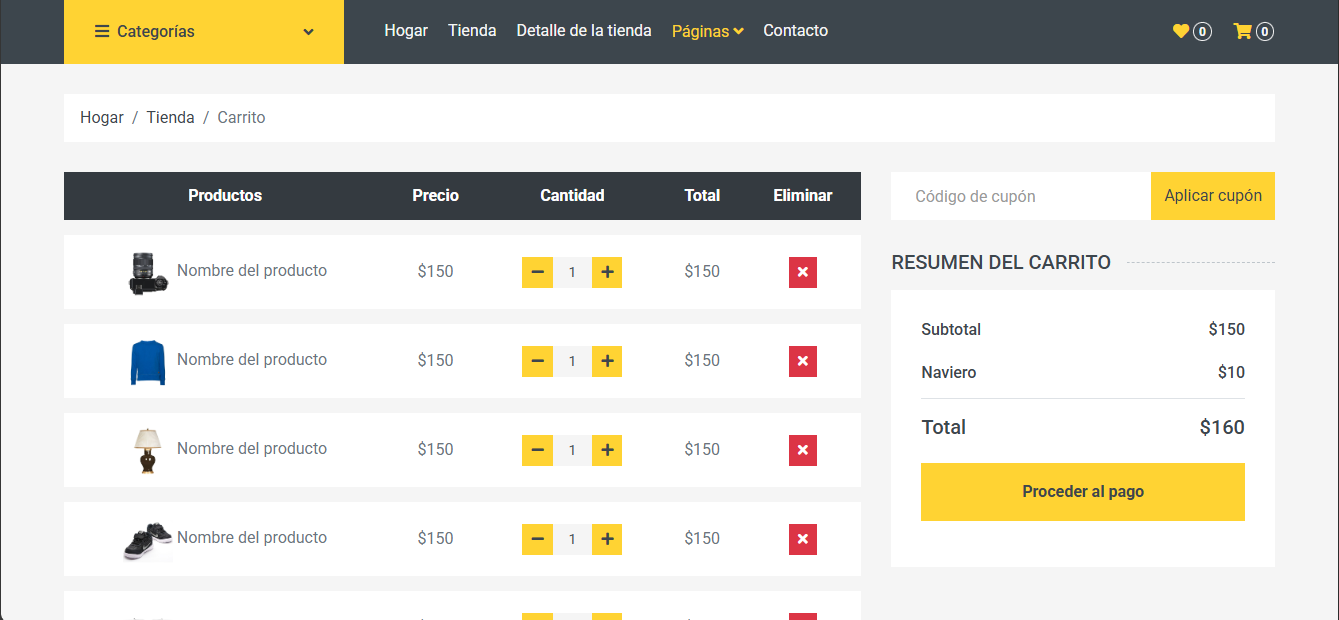 Categorías Hogar Tienda Detalle de la tienda Páginas Contacto 0 0
Hogar / Tienda / Carrito
Productos Precio Cantidad Total Eliminar
Código de cupón Aplicar cupón
Nombre del producto $150 1 $150
RESUMEN DEL CARRITO
Subtotal $150
Nombre del producto $150 1 $150
Naviero $10
Total $160
Nombre del producto $150 1 $150
Proceder al pago
Nombre del producto $150 1 $150